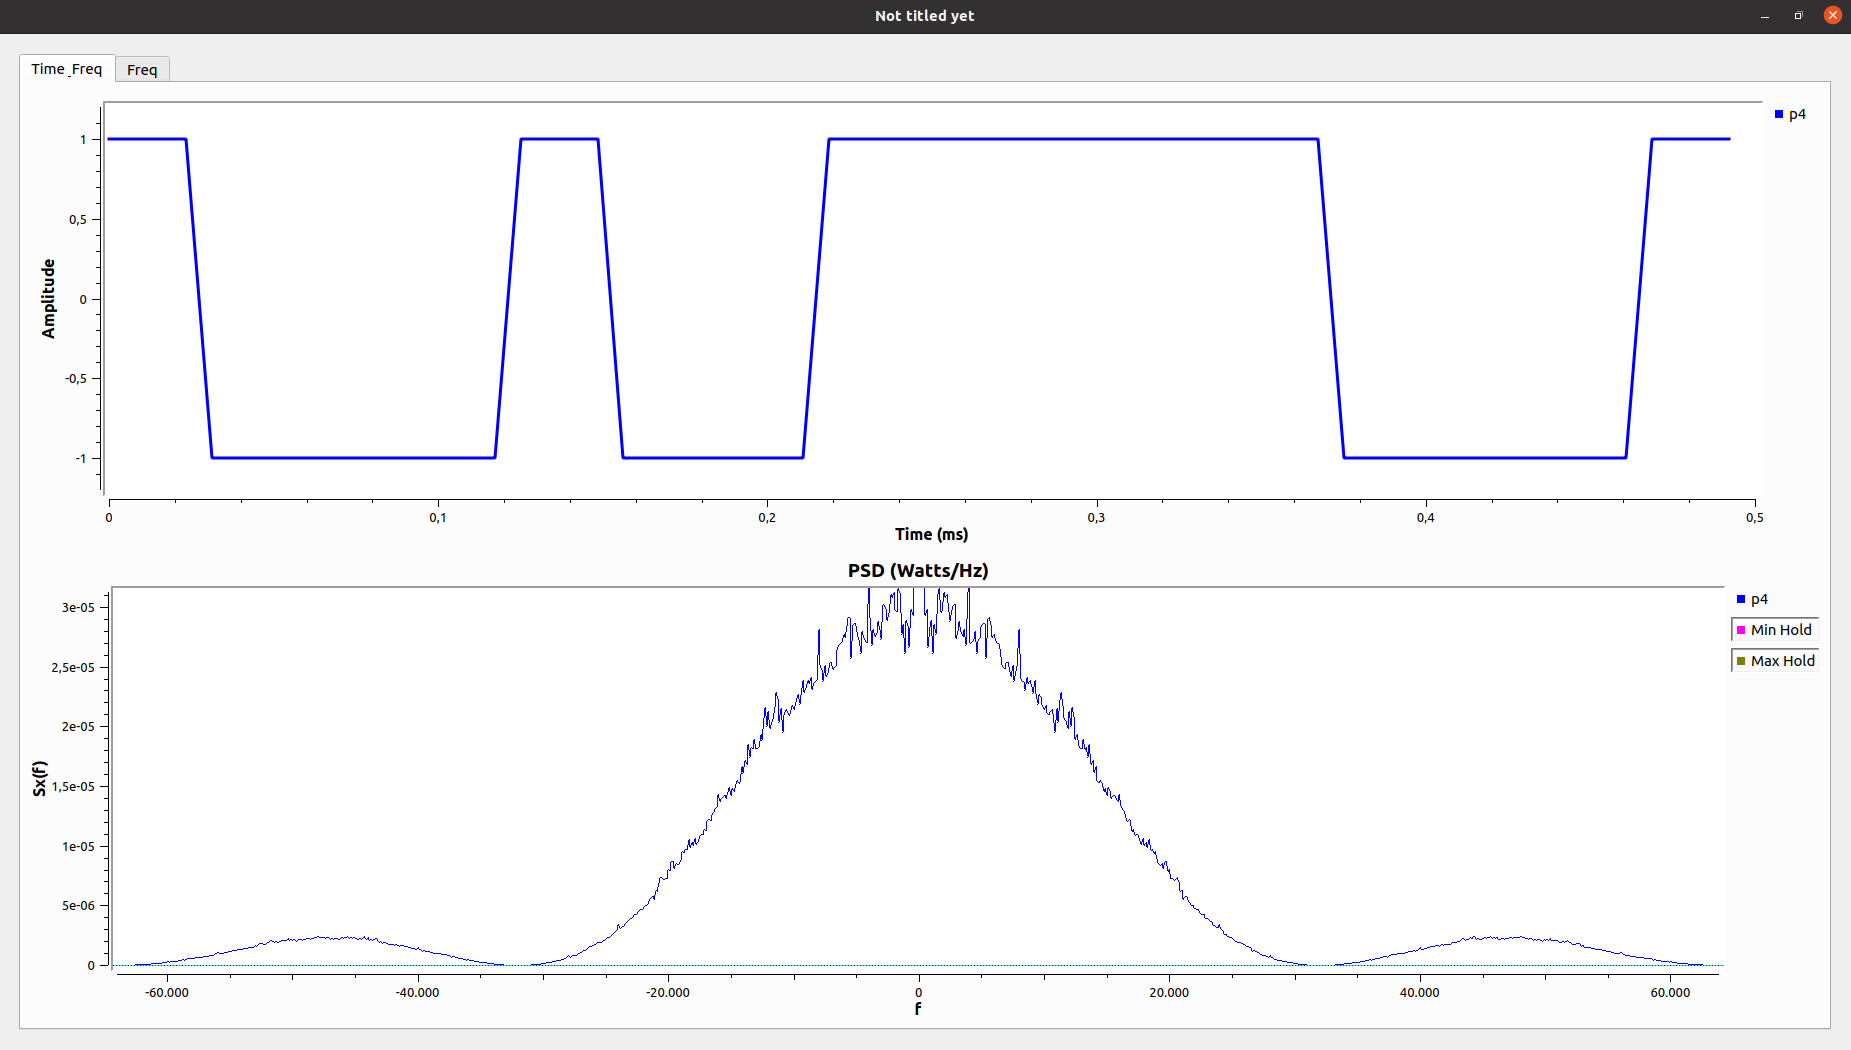 Not titled yet
Time_Freq
Freq
p4
1
0,5
0
-0,5
-1
Amplitude
0
0,1
0,2
0,3
0,4
0,5
Time (ms)
PSD (Watts/Hz)
p4
Min Hold
Max Hold
3e-05
2,5e-05
2e-05
1,5e-05
1e-05
5e-06
0
Sx(f)
-60.000
-40.000
-20.000
0
20.000
40.000
60.000
f